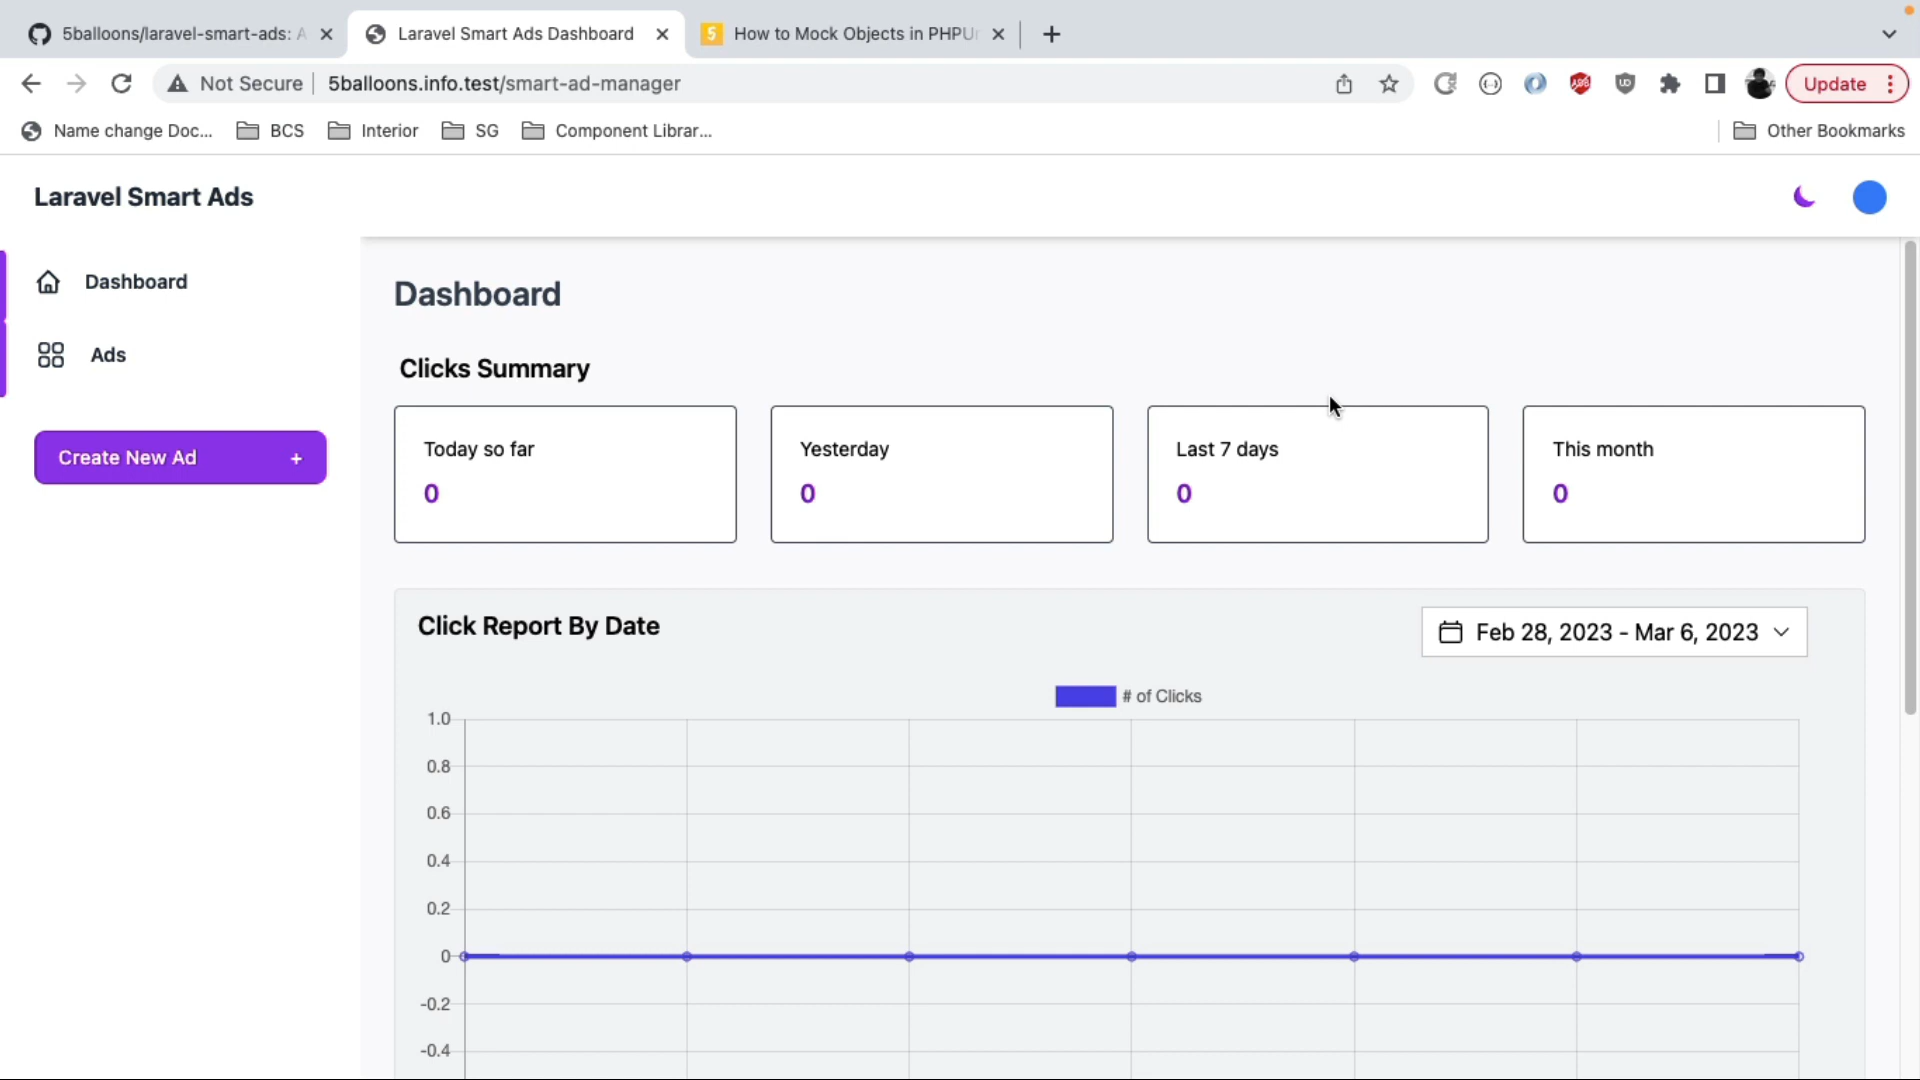 5balloons/laravel-smart-ads: A
Laravel Smart Ads Dashboard
5
How to Mock Objects in PHPUn
Not Secure
5balloons.info.test/smart-ad-manager
Update
Name change Doc...
BCS
Interior
SG
Component Librar...
Other Bookmarks
Laravel Smart Ads
Dashboard
Ads
Create New Ad +
Dashboard
Clicks Summary
Today so far
0
Yesterday
0
Last 7 days
0
This month
0
Click Report By Date
Feb 28, 2023 - Mar 6, 2023
# of Clicks
1.0
0.8
0.6
0.4
0.2
0
-0.2
-0.4